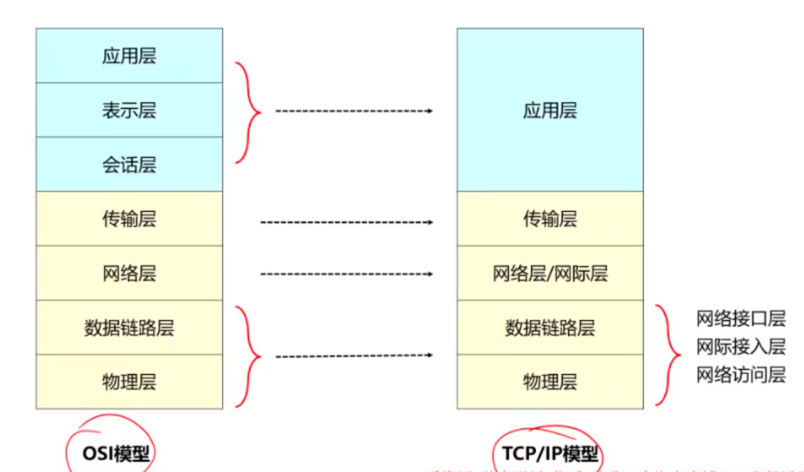 应用层
表示层
会话层
传输层
网络层
数据链路层
物理层
OSI模型
应用层
传输层
网络层/网际层
数据链路层
物理层
TCP/IP模型
网络接口层
网际接入层
网络访问层